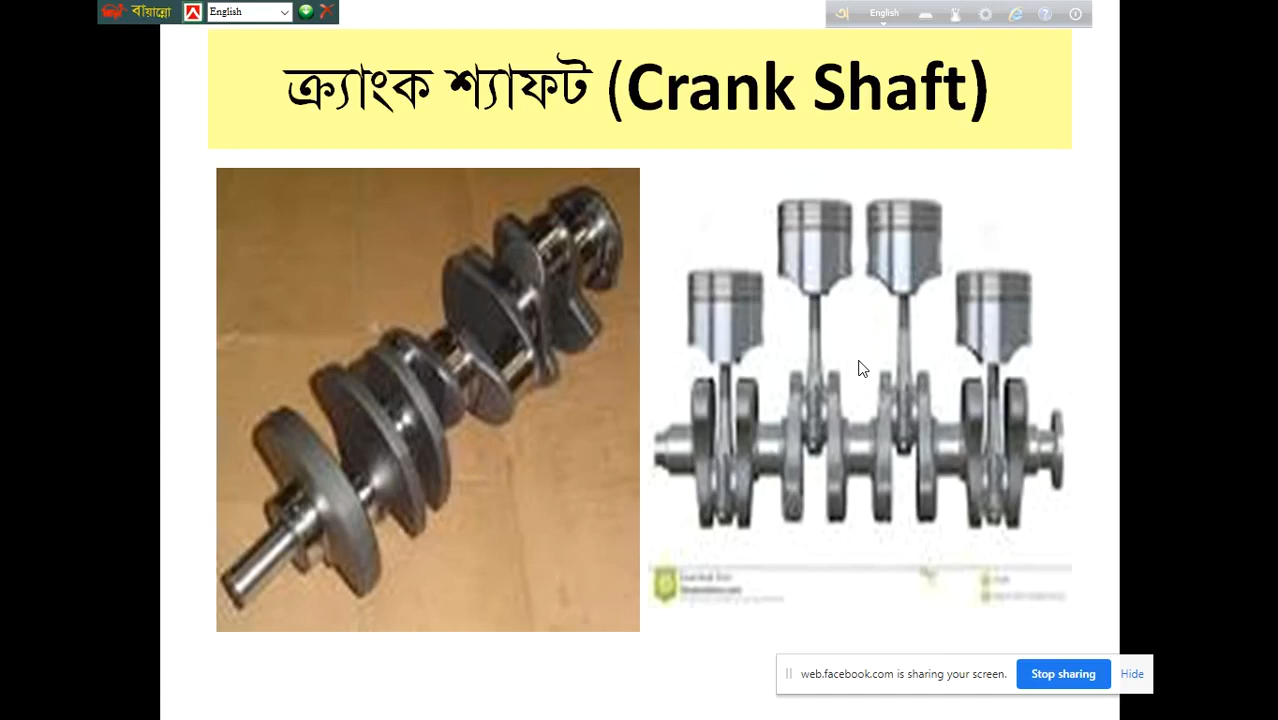 বায়ান্নো
English
অ
English
ক্র্যাংক শ্যাফট (Crank Shaft)
web.facebook.com is sharing your screen.
Stop sharing
Hide